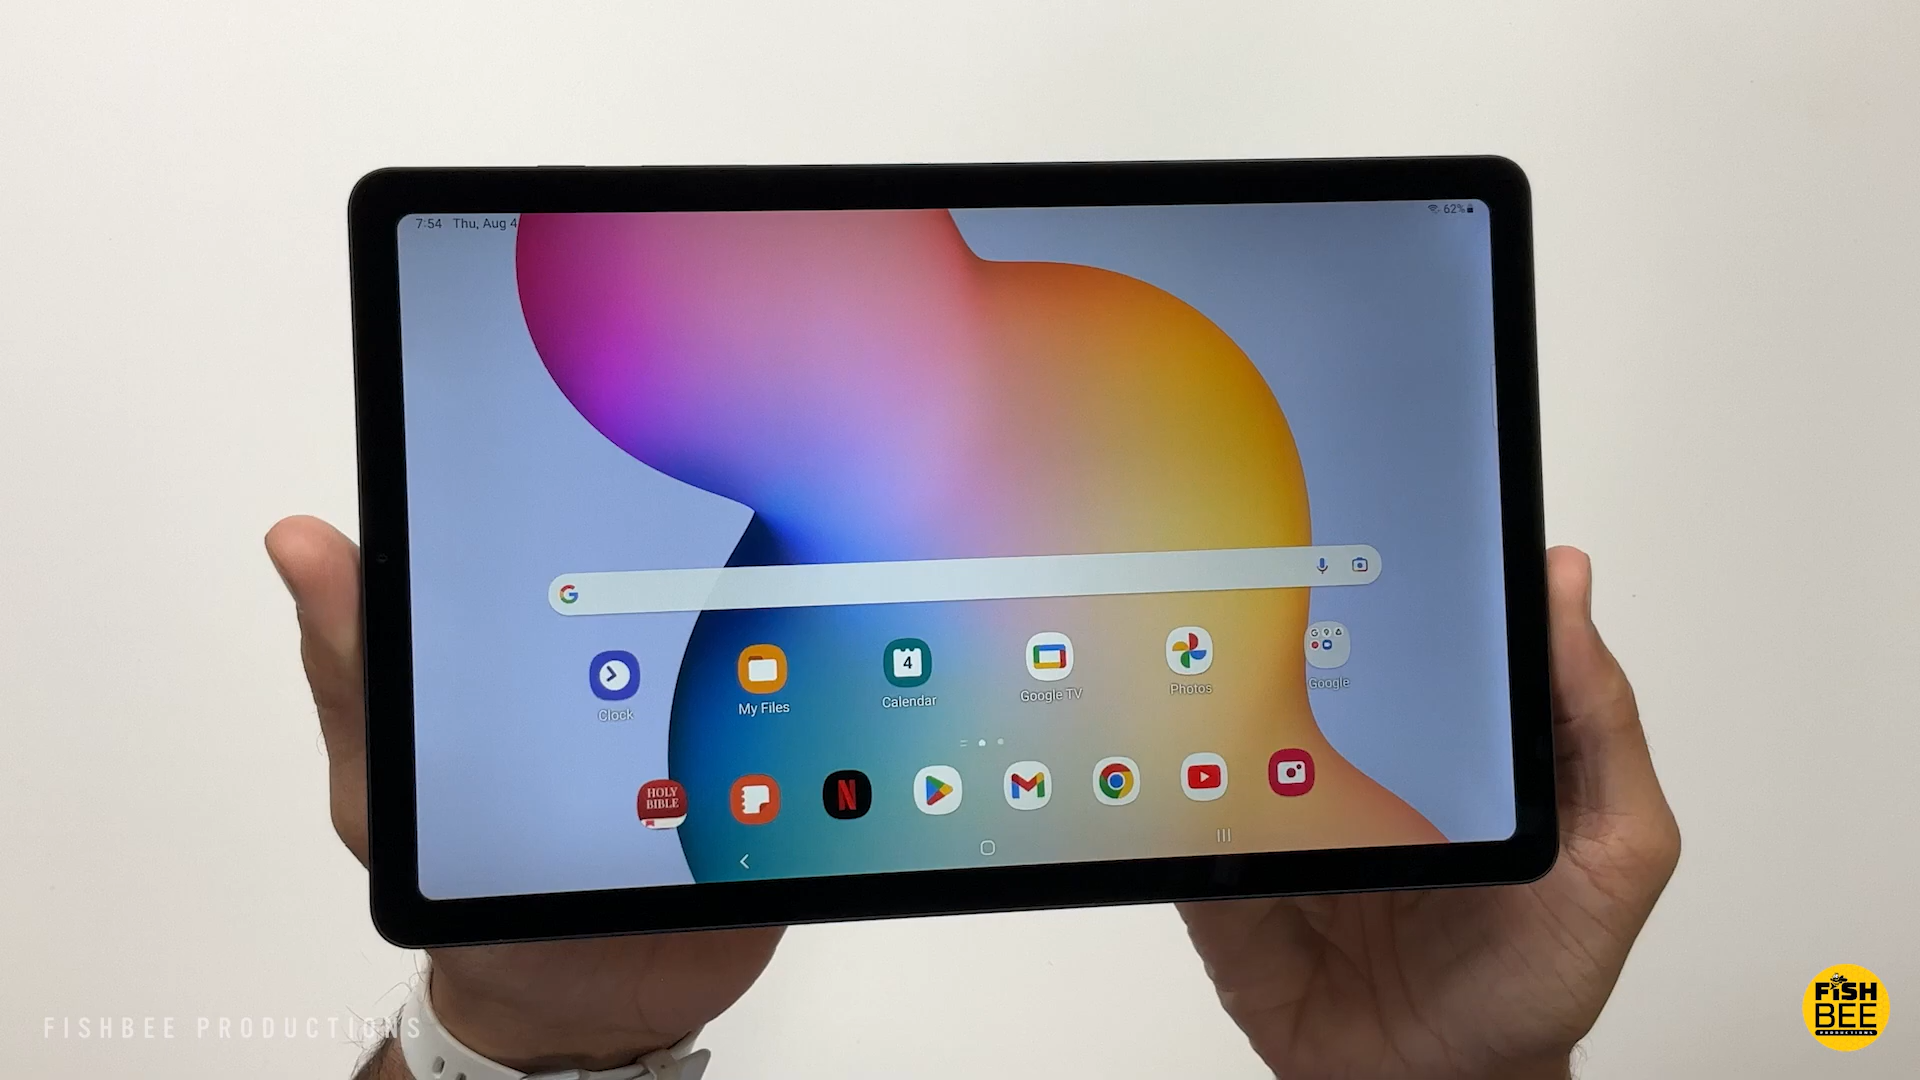 7:54 Thu, Aug 4
62%
G
Clock
My Files
4
Calendar
Google TV
Photos
Google
HOLY
BIBLE
N
M
FISHBEE PRODUCTIONS
FISH
BEE
PRODUCTIONS